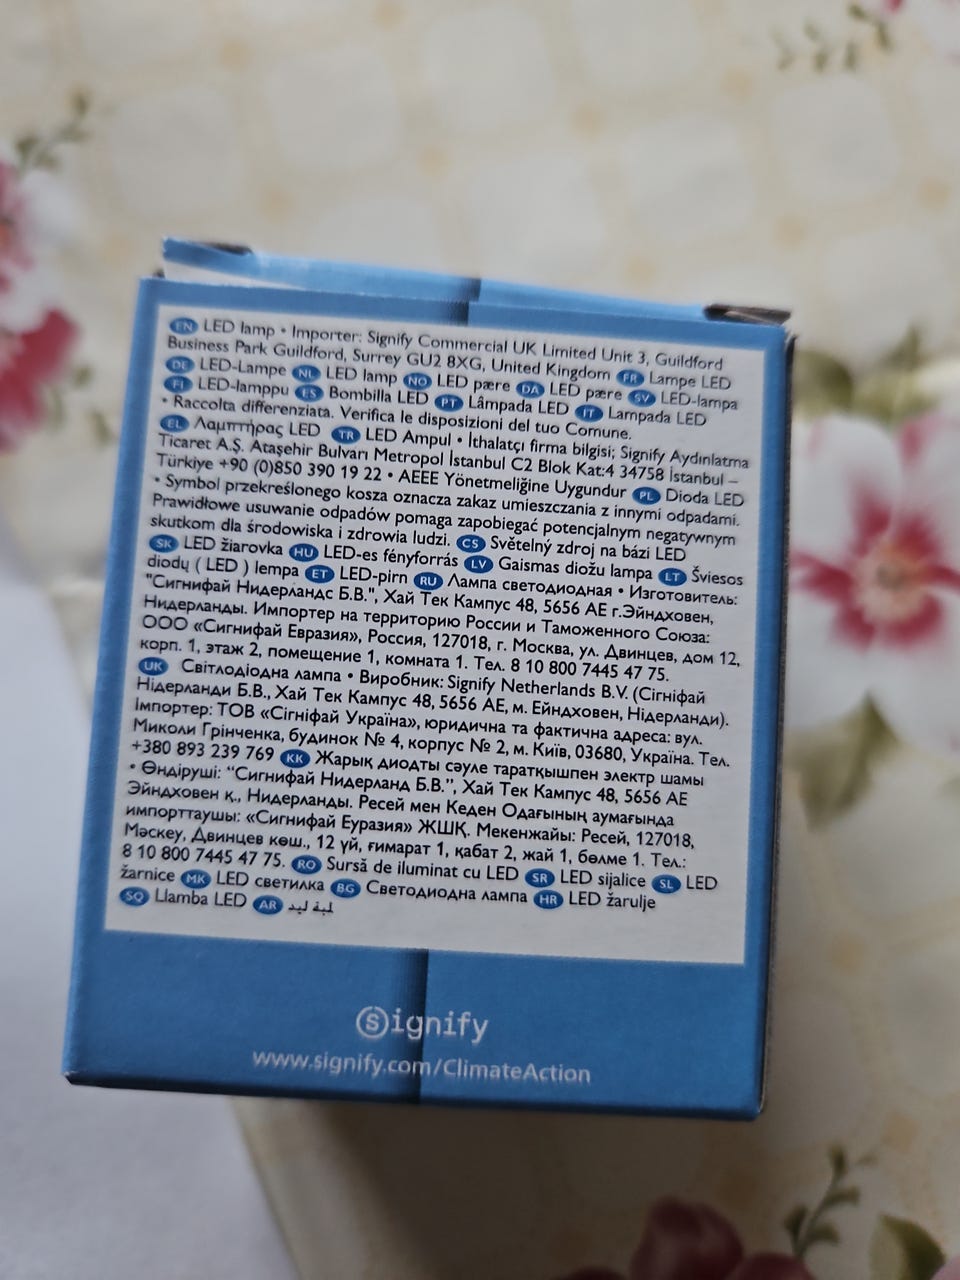 EN LED lamp • Importer: Signify Commercial UK Limited Unit 3, Guildford
Business Park Guildford, Surrey GU2 8XG, United Kingdom FR Lampe LED
DE LED-Lampe NL LED lamp NO LED pære DA LED pære SV LED-lampa
FI LED-lamppu ES Bombilla LED PT Lâmpada LED IT Lampada LED
• Raccolta differenziata. Verifica le disposizioni del tuo Comune.
EL Λαμπτήρας LED TR LED Ampul • İthalatçı firma bilgisi; Signify Aydınlatma
Ticaret A.Ş. Ataşehir Bulvarı Metropol İstanbul C2 Blok Kat:4 34758 İstanbul –
Türkiye +90 (0)850 390 19 22 • AEEE Yönetmeliğine Uygundur PL Dioda LED
• Symbol przekreślonego kosza oznacza zakaz umieszczania z innymi odpadami.
Prawidłowe usuwanie odpadów pomaga zapobiegać potencjalnym negatywnym
skutkom dla środowiska i zdrowia ludzi. CS Světelný zdroj na bázi LED
SK LED žiarovka HU LED-es fényforrás LV Gaismas diožu lampa LT Šviesos
diodų ( LED ) lempa ET LED-pirn RU Лампа светодиодная • Изготовитель:
"Сигнифай Нидерландс Б.В.", Хай Тек Кампус 48, 5656 АЕ г.Эйндховен,
Нидерланды. Импортер на территорию России и Таможенного Союза:
ООО «Сигнифай Евразия», Россия, 127018, г. Москва, ул. Двинцев, дом 12,
корп. 1, этаж 2, помещение 1, комната 1. Тел. 8 10 800 7445 47 75.
UK Світлодіодна лампа • Виробник: Signify Netherlands B.V. (Сігніфай
Нідерланди Б.В., Хай Тек Кампус 48, 5656 АЕ, м. Ейндховен, Нідерланди).
Імпортер: ТОВ «Сігніфай Україна», юридична та фактична адреса: вул.
Миколи Грінченка, будинок № 4, корпус № 2, м. Київ, 03680, Україна. Тел.
+380 893 239 769 KK Жарық диодты сәуле таратқышпен электр шамы
• Өндіруші: “Сигнифай Нидерланд Б.В.”, Хай Тек Кампус 48, 5656 АЕ
Эйндховен қ., Нидерланды. Ресей мен Кеден Одағының аумағында
импорттаушы: «Сигнифай Еуразия» ЖШҚ. Мекенжайы: Ресей, 127018,
Мәскеу, Двинцев көш., 12 үй, ғимарат 1, қабат 2, жай 1, бөлме 1. Тел.:
8 10 800 7445 47 75. RO Sursă de iluminat cu LED SR LED sijalice SL LED
žarnice MK LED светилка BG Светодиодна лампа HR LED žarulje
SQ Llamba LED AR لمبة ليد
Signify
www.signify.com/ClimateAction